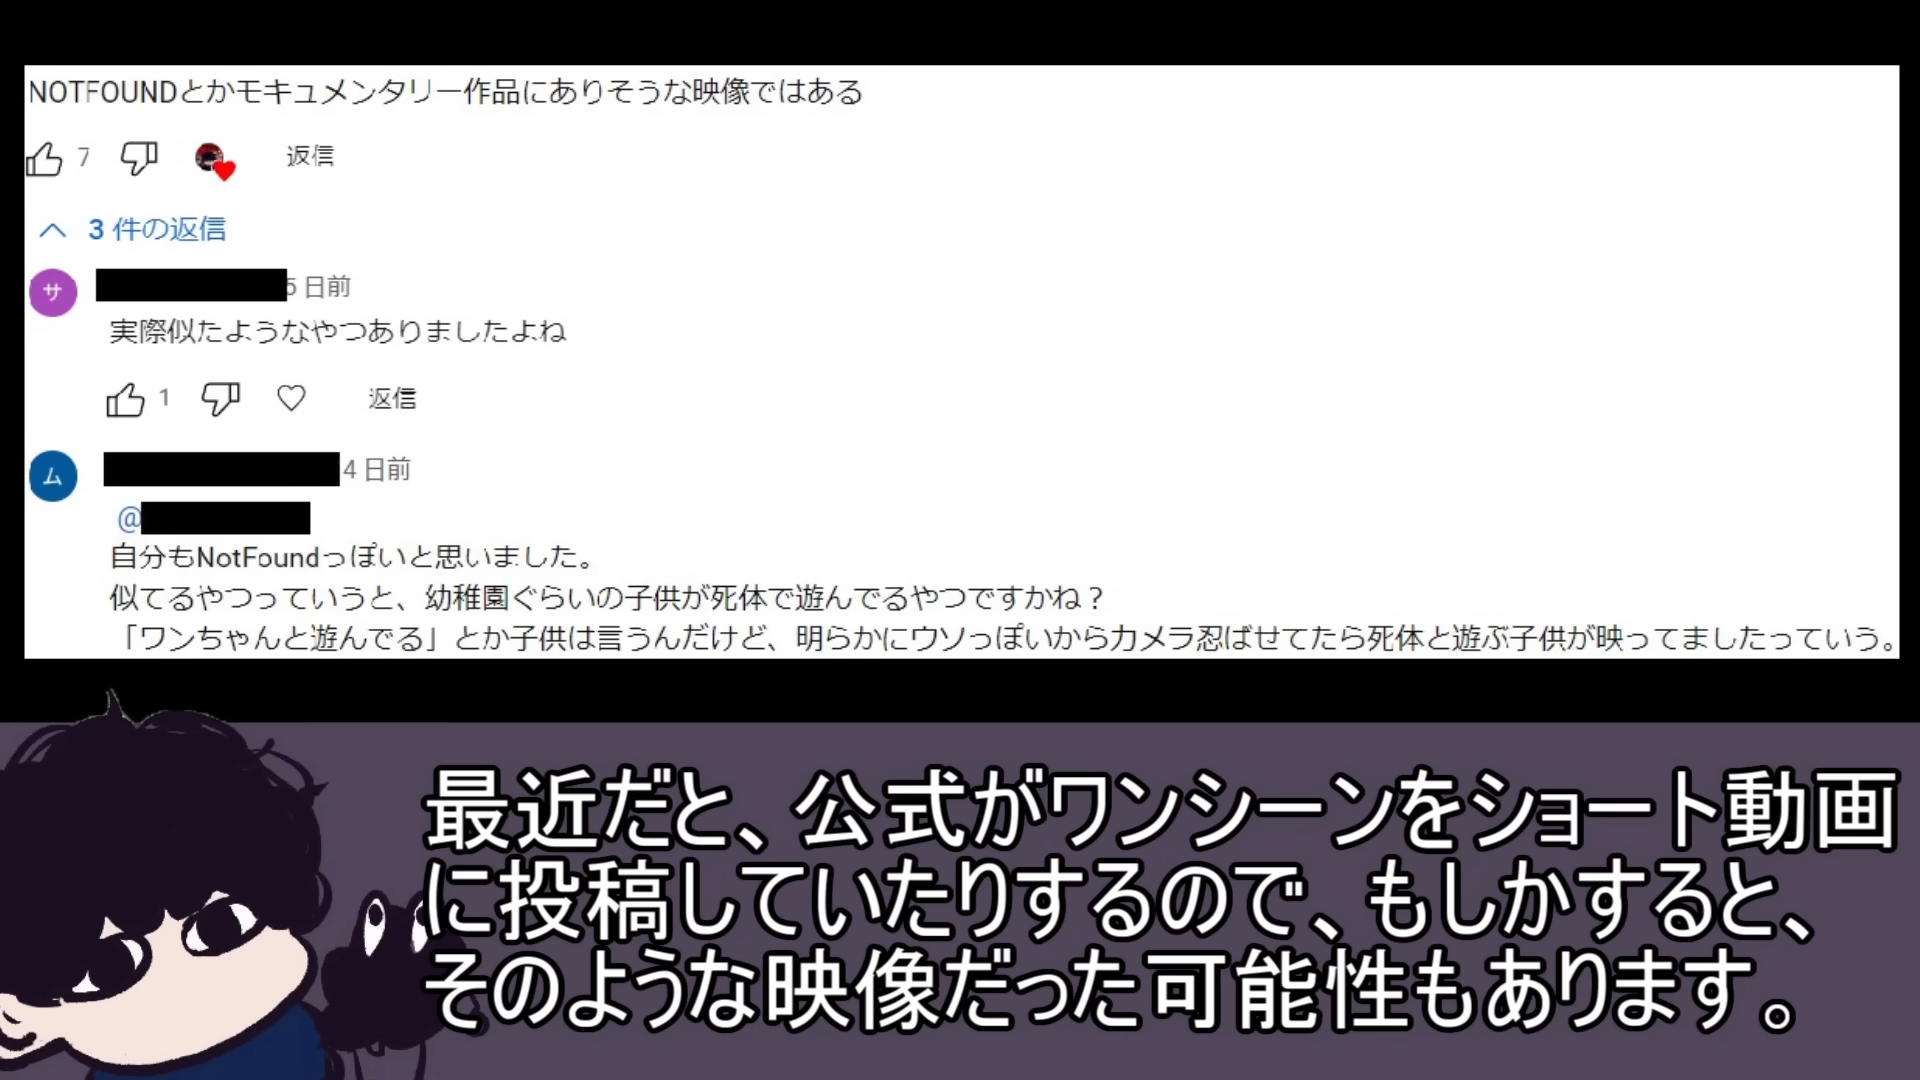 NOTFOUNDとかモキュメンタリー作品にありそうな映像ではある
7 返信
3 件の返信
サ 5 日前
実際似たようなやつありましたよね
1 返信
ム 4 日前
@
自分もNotFoundっぽいと思いました。
似てるやつっていうと、幼稚園ぐらいの子供が死体で遊んでるやつですかね？
「ワンちゃんと遊んでる」とか子供は言うんだけど、明らかにウソっぽいからカメラ忍ばせてたら死体と遊ぶ子供が映ってましたっていう。
最近だと、公式がワンシーンをショート動画
に投稿していたりするので、もしかすると、
そのような映像だった可能性もあります。